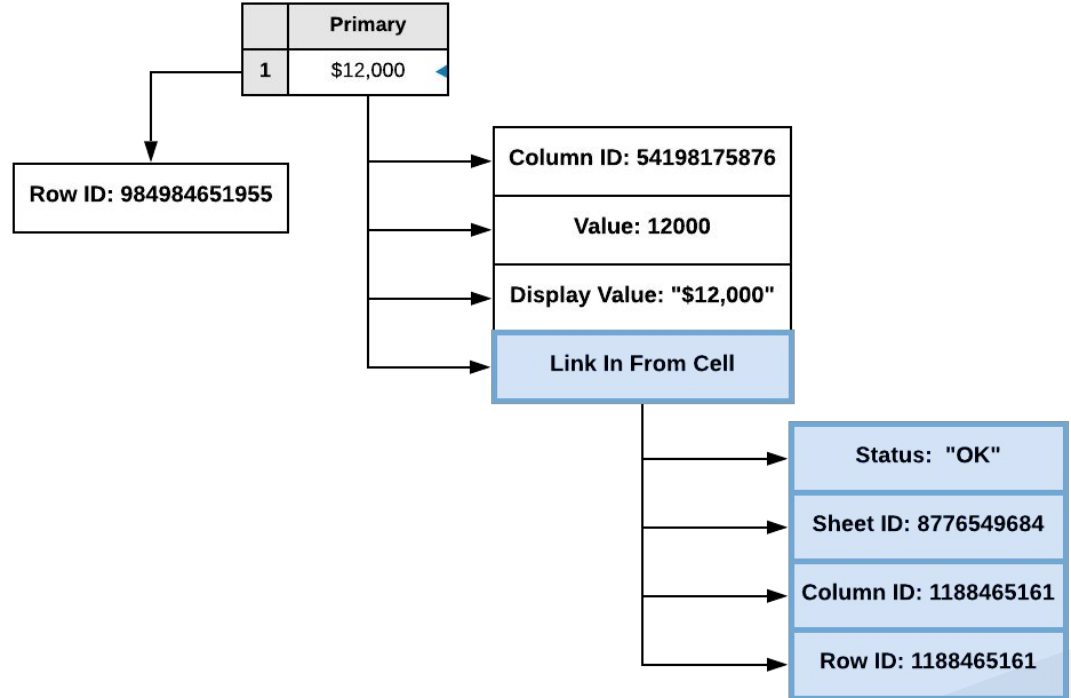 Primary
1 $12,000
Column ID: 54198175876
Row ID: 984984651955
Value: 12000
Display Value: "$12,000"
Link In From Cell
Status: "OK"
Sheet ID: 8776549684
Column ID: 1188465161
Row ID: 1188465161